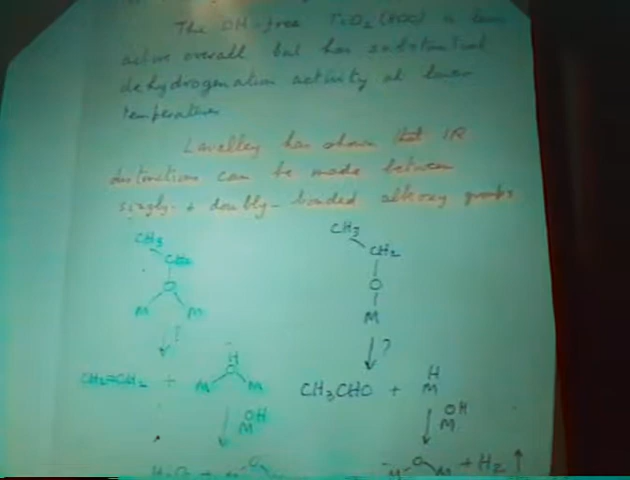 The OH-free TiO2 (400) is less
active overall but has substantial
dehydrogenation activity at lower
temperatures
Lavalley has shown that IR
distinctions can be made between
singly- + doubly-bonded alkoxy groups
CH3 CH3
CH2 CH2
O O
M M M
? ?
H H
CH2=CH2 + M O M CH3CHO + M
OH OH
M M
H2O + M O M O M + H2 ↑